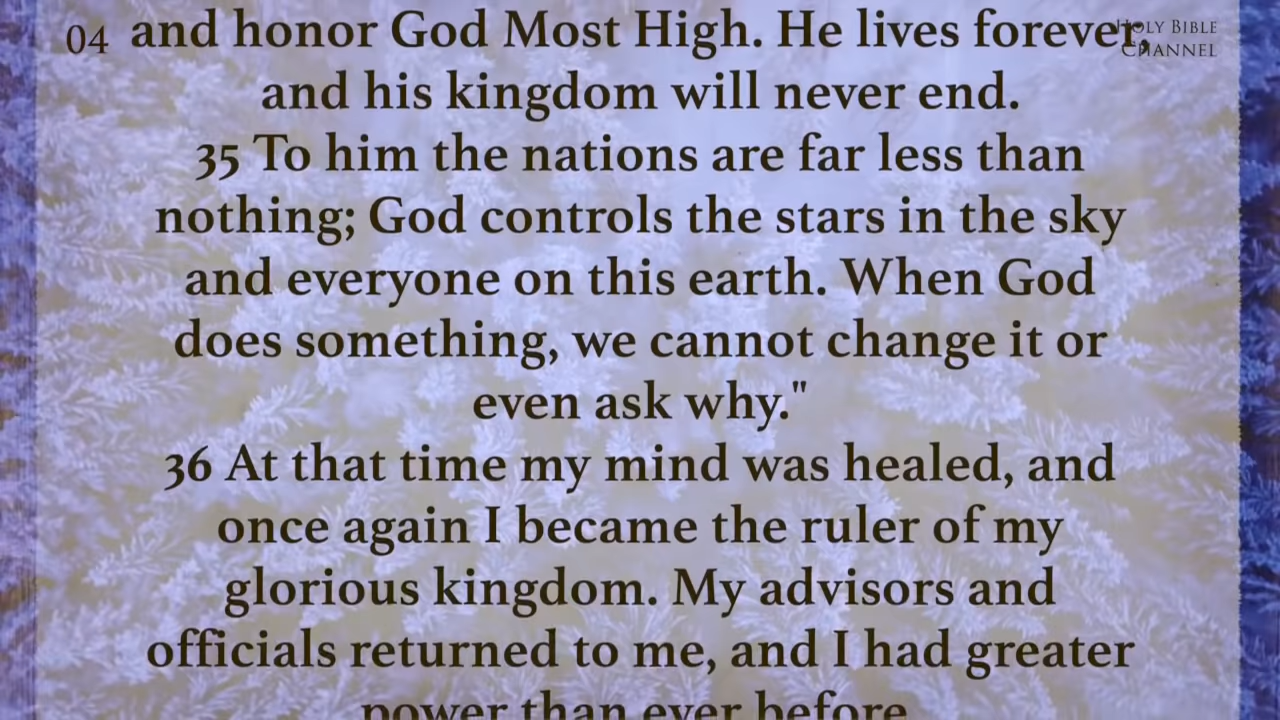 04
HOLY BIBLE
CHANNEL
and honor God Most High. He lives forever,
and his kingdom will never end.
35 To him the nations are far less than
nothing; God controls the stars in the sky
and everyone on this earth. When God
does something, we cannot change it or
even ask why."
36 At that time my mind was healed, and
once again I became the ruler of my
glorious kingdom. My advisors and
officials returned to me, and I had greater
power than ever before